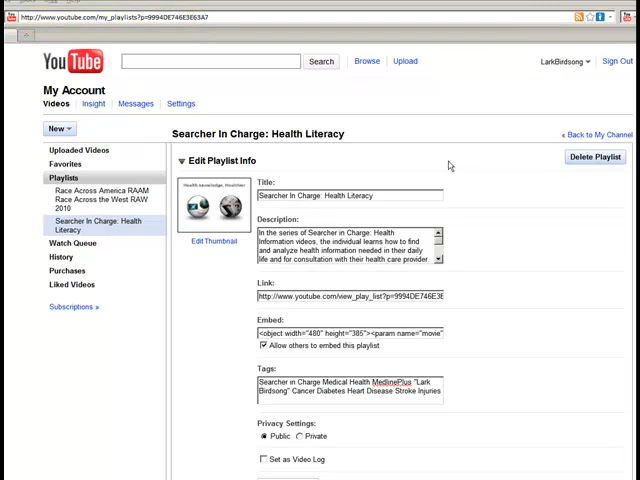 http://www.youtube.com/my_playlists?p=9994DE746E3E63A7
YouTube
Search
Browse
Upload
LarkBirdsong
Sign Out
My Account
Videos
Insight
Messages
Settings
New
Searcher In Charge: Health Literacy
« Back to My Channel
Uploaded Videos
Favorites
Playlists
Race Across America RAAM
Race Across the West RAW
2010
Searcher In Charge: Health
Literacy
Watch Queue
History
Purchases
Liked Videos
Subscriptions »
Edit Playlist Info
Delete Playlist
Health knowledge, Healthier
Edit Thumbnail
Title:
Searcher In Charge: Health Literacy
Description:
In the series of Searcher in Charge: Health
Information videos, the individual learns how to find
and analyze health information needed in their daily
life and for consultation with their health care provider.
Link:
http://www.youtube.com/view_play_list?p=9994DE746E3E
Embed:
<object width="480" height="385"><param name="movie"
Allow others to embed this playlist
Tags:
Searcher in Charge Medical Health MedlinePlus "Lark
Birdsong" Cancer Diabetes Heart Disease Stroke Injuries
Privacy Settings:
Public
Private
Set as Video Log